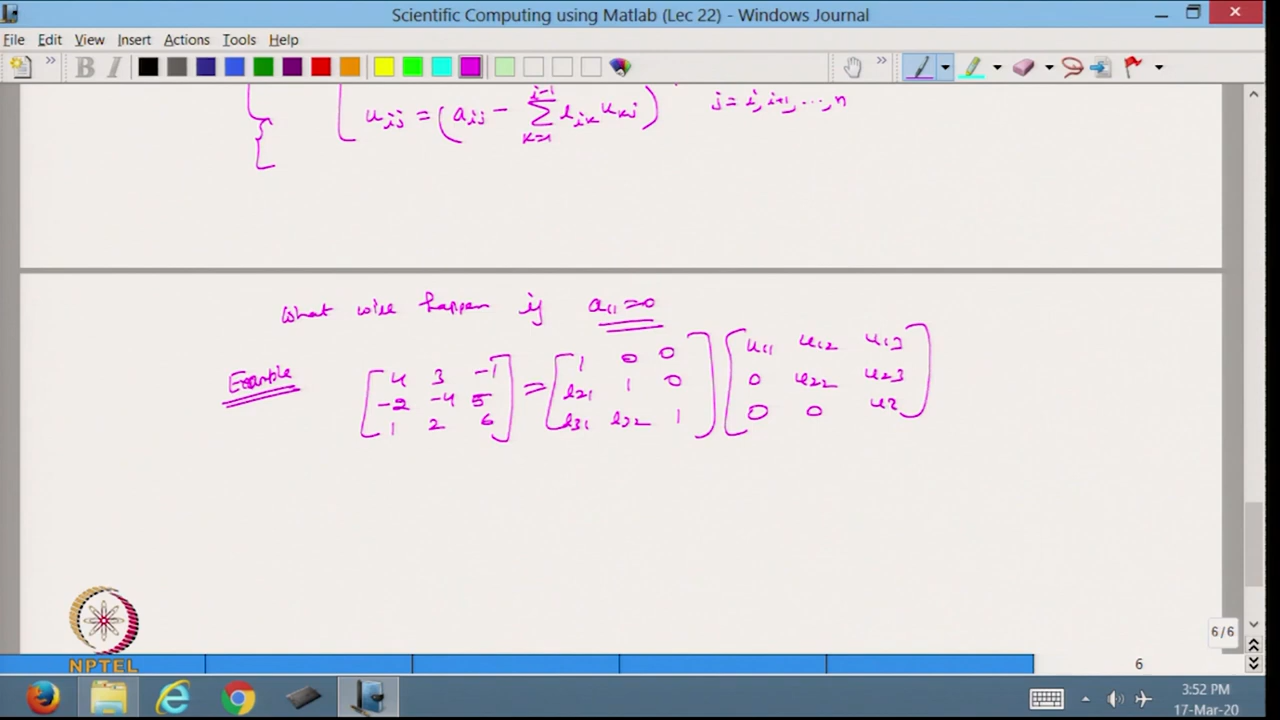 Scientific Computing using Matlab (Lec 22) - Windows Journal
File Edit View Insert Actions Tools Help
u_ij = (a_ij - Σ_{k=1}^{i-1} l_ik u_kj) j = i, i+1, ..., n
What will happen if a11=0
Example
[4 3 -1] = [1 0 0] [u11 u12 u13]
[-2 -4 5] [l21 1 0] [0 u22 u23]
[1 2 6] [l31 l32 1] [0 0 u3]
6/6
NPTEL
6
3:52 PM
17-Mar-20